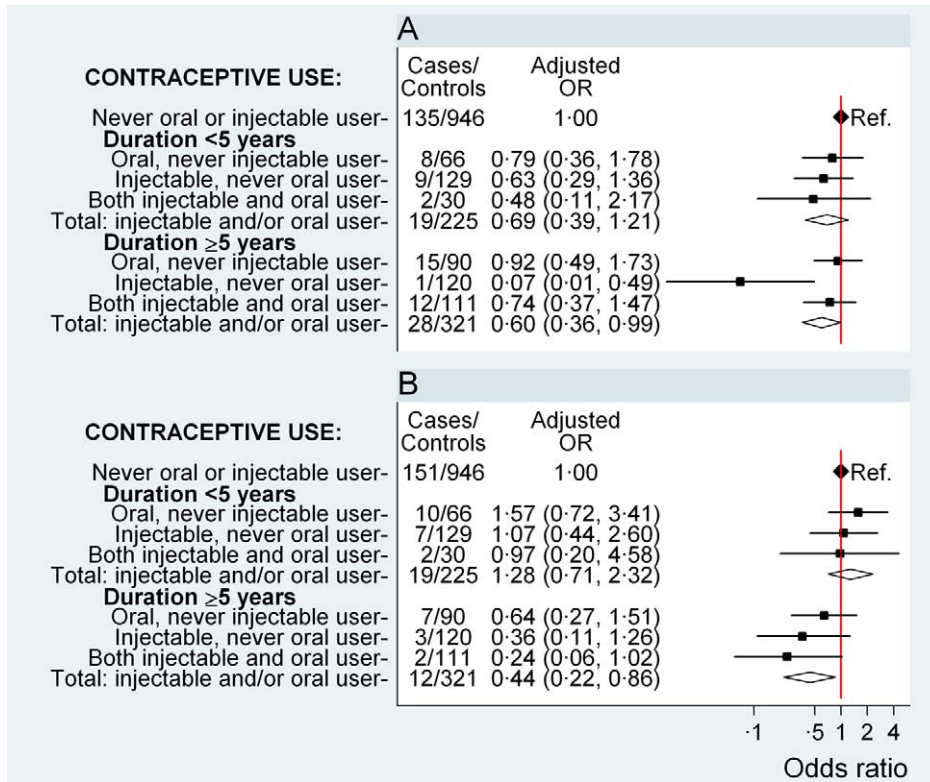 A
CONTRACEPTIVE USE: Cases/ Controls Adjusted OR
Never oral or injectable user- 135/946 1·00 Ref.
Duration <5 years
Oral, never injectable user- 8/66 0·79 (0·36, 1·78)
Injectable, never oral user- 9/129 0·63 (0·29, 1·36)
Both injectable and oral user- 2/30 0·48 (0·11, 2·17)
Total: injectable and/or oral user- 19/225 0·69 (0·39, 1·21)
Duration ≥5 years
Oral, never injectable user- 15/90 0·92 (0·49, 1·73)
Injectable, never oral user- 1/120 0·07 (0·01, 0·49)
Both injectable and oral user- 12/111 0·74 (0·37, 1·47)
Total: injectable and/or oral user- 28/321 0·60 (0·36, 0·99)
B
CONTRACEPTIVE USE: Cases/ Controls Adjusted OR
Never oral or injectable user- 151/946 1·00 Ref.
Duration <5 years
Oral, never injectable user- 10/66 1·57 (0·72, 3·41)
Injectable, never oral user- 7/129 1·07 (0·44, 2·60)
Both injectable and oral user- 2/30 0·97 (0·20, 4·58)
Total: injectable and/or oral user- 19/225 1·28 (0·71, 2·32)
Duration ≥5 years
Oral, never injectable user- 7/90 0·64 (0·27, 1·51)
Injectable, never oral user- 3/120 0·36 (0·11, 1·26)
Both injectable and oral user- 2/111 0·24 (0·06, 1·02)
Total: injectable and/or oral user- 12/321 0·44 (0·22, 0·86)
·1 ·5 1 2 4
Odds ratio